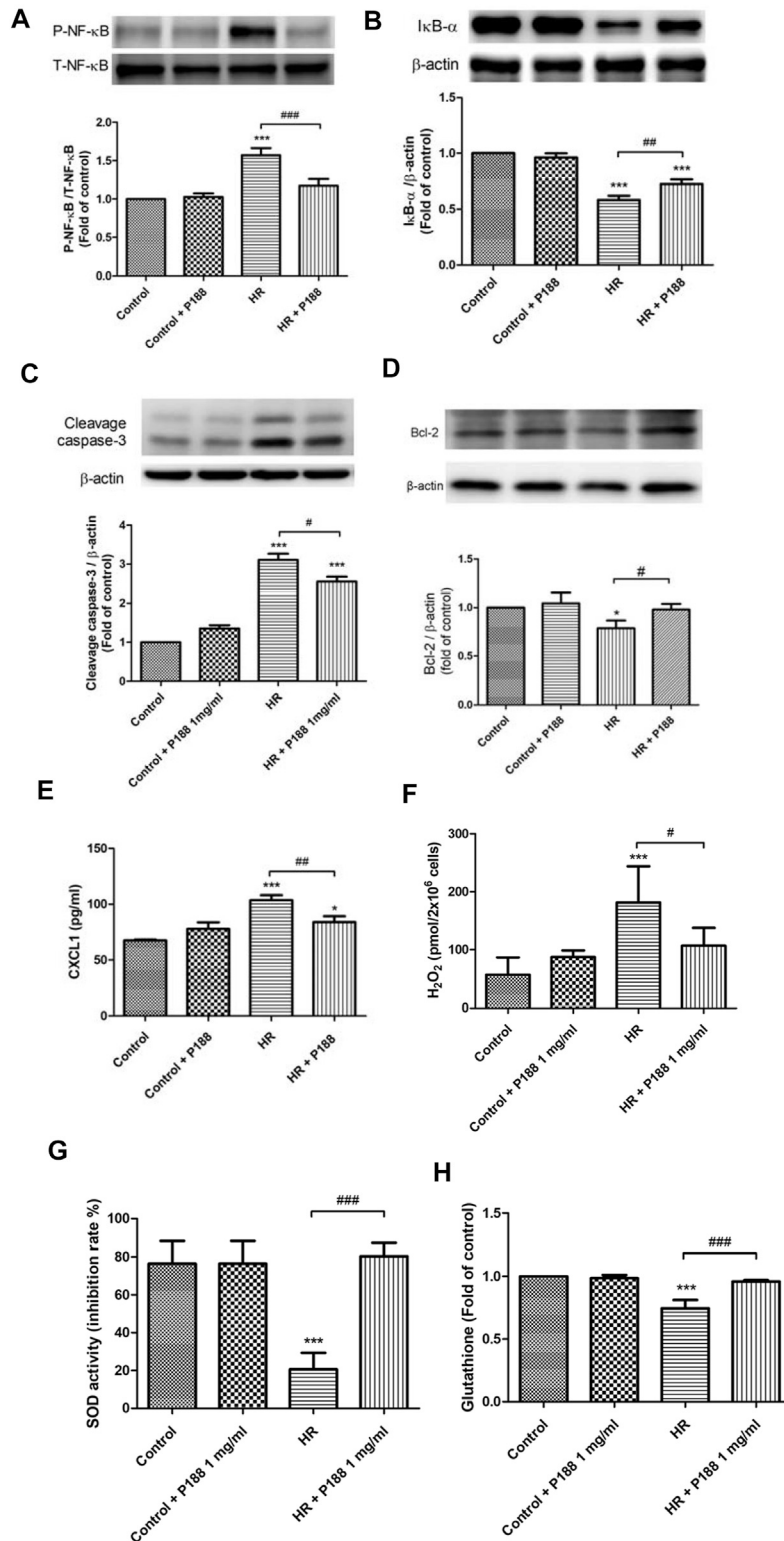 A
P-NF-κB
T-NF-κB
P-NF-κB /T-NF-κB
(Fold of control)
2.0
1.5
1.0
0.5
0.0
***
###
Control
Control + P188
HR
HR + P188
B
IκB-α
β-actin
IκB-α /β-actin
(Fold of control)
1.5
1.0
0.5
0.0
***
##
***
Control
Control + P188
HR
HR + P188
C
Cleavage
caspase-3
β-actin
Cleavage caspase-3 / β-actin
(Fold of control)
4
3
2
1
0
***
#
***
Control
Control + P188 1mg/ml
HR
HR + P188 1mg/ml
D
Bcl-2
β-actin
Bcl-2 / β-actin
(fold of control)
1.5
1.0
0.5
0.0
*
#
Control
Control + P188
HR
HR + P188
E
CXCL1 (pg/ml)
150
100
50
0
***
##
*
Control
Control + P188
HR
HR + P188
F
H₂O₂ (pmol/2x10⁶ cells)
300
200
100
0
***
#
Control
Control + P188 1 mg/ml
HR
HR + P188 1 mg/ml
G
SOD activity (inhibition rate %)
100
80
60
40
20
0
***
###
Control
Control + P188 1 mg/ml
HR
HR + P188 1 mg/ml
H
Glutathione (Fold of control)
1.5
1.0
0.5
0.0
***
###
Control
Control + P188 1 mg/ml
HR
HR + P188 1 mg/ml